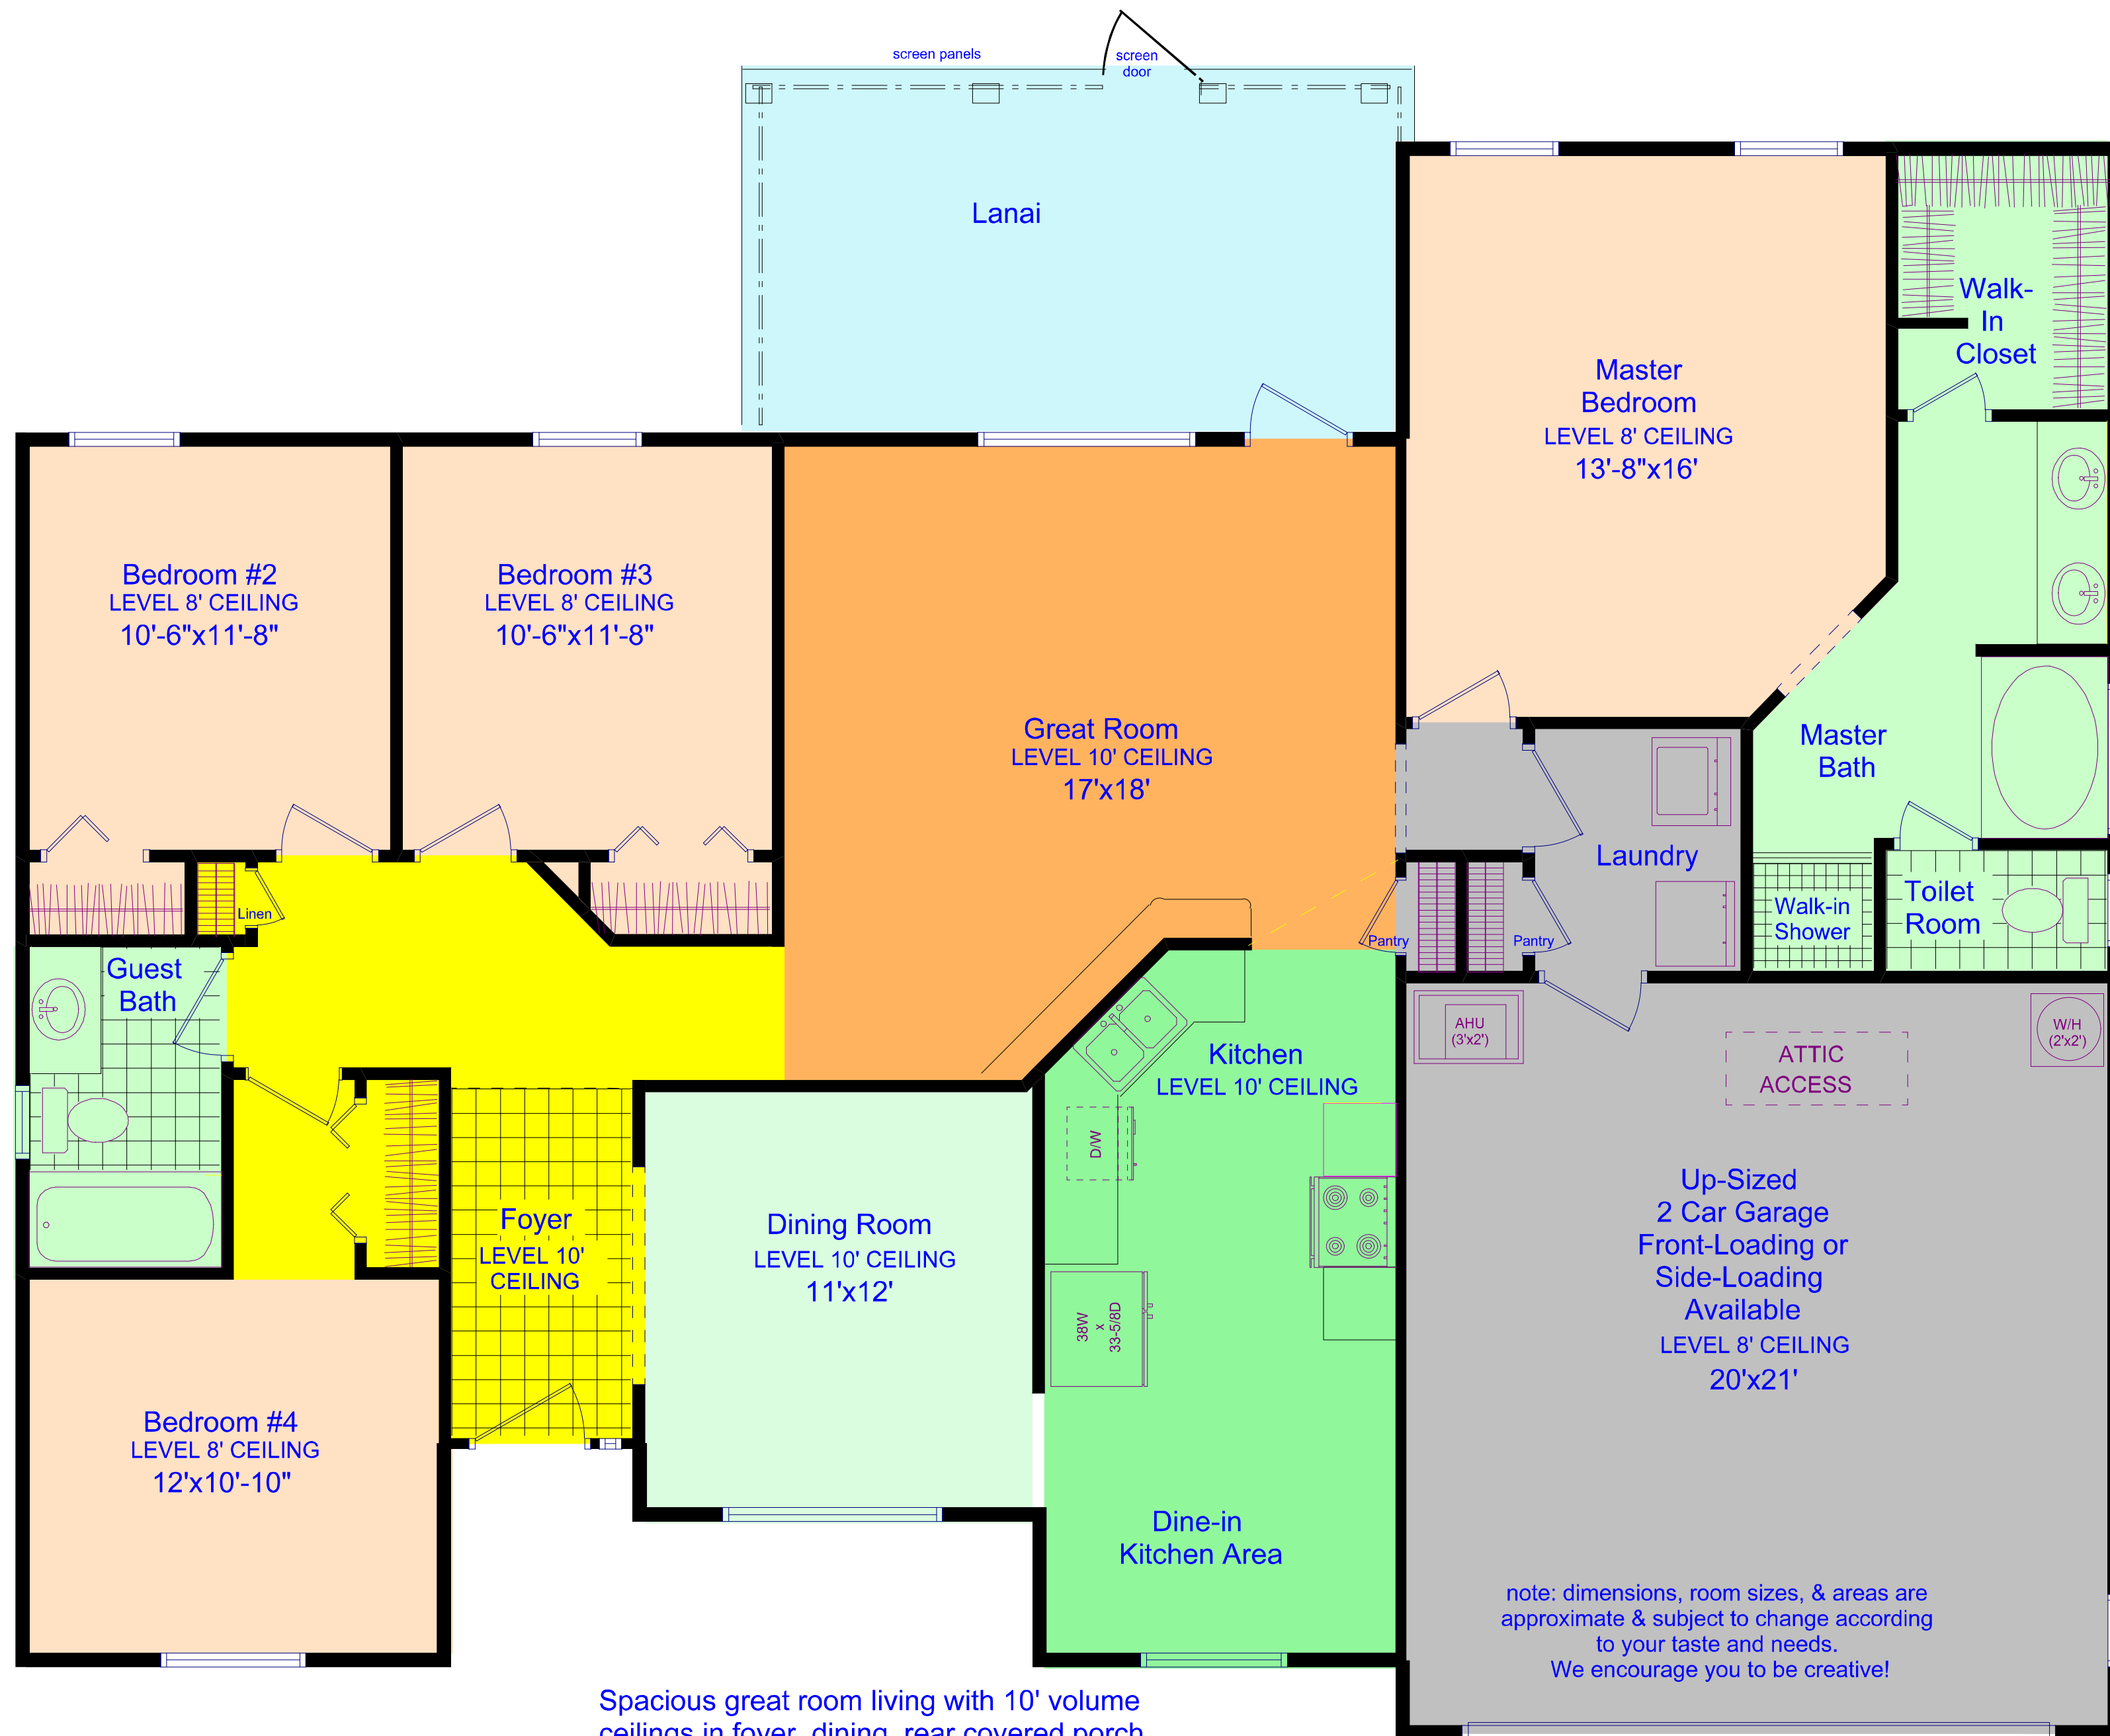 screen panels
screen
door
Lanai
Walk-
In
Closet
Master
Bedroom
LEVEL 8' CEILING
13'-8"x16'
Bedroom #2
LEVEL 8' CEILING
10'-6"x11'-8"
Bedroom #3
LEVEL 8' CEILING
10'-6"x11'-8"
Great Room
LEVEL 10' CEILING
17'x18'
Master
Bath
Laundry
Linen
Pantry
Pantry
Walk-in
Shower
Toilet
Room
Guest
Bath
AHU
(3'x2')
W/H
(2'x2')
ATTIC
ACCESS
Kitchen
LEVEL 10' CEILING
D/W
38W
x
33-5/8D
Foyer
LEVEL 10'
CEILING
Dining Room
LEVEL 10' CEILING
11'x12'
Up-Sized
2 Car Garage
Front-Loading or
Side-Loading
Available
LEVEL 8' CEILING
20'x21'
Bedroom #4
LEVEL 8' CEILING
12'x10'-10"
Dine-in
Kitchen Area
note: dimensions, room sizes, & areas are
approximate & subject to change according
to your taste and needs.
We encourage you to be creative!
Spacious great room living with 10' volume
ceilings in foyer, dining, rear covered porch